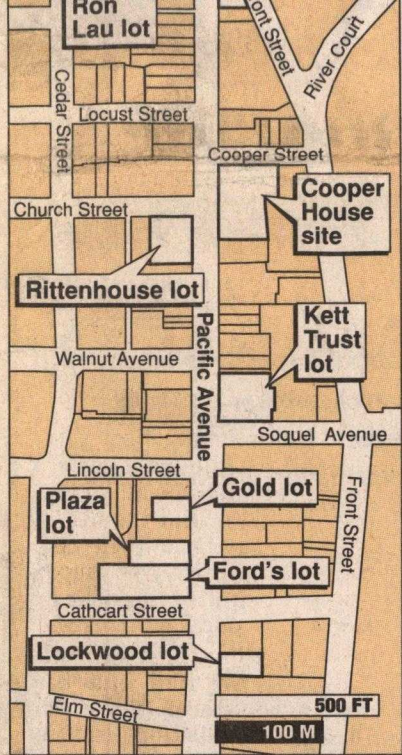 Ron
Lau lot
ont Street
River Court
Cedar Street
Locust Street
Cooper Street
Church Street
Cooper
House
site
Rittenhouse lot
Kett
Trust
lot
Pacific Avenue
Walnut Avenue
Soquel Avenue
Lincoln Street
Gold lot
Plaza
lot
Front Street
Ford's lot
Cathcart Street
Lockwood lot
Elm Street
500 FT
100 M